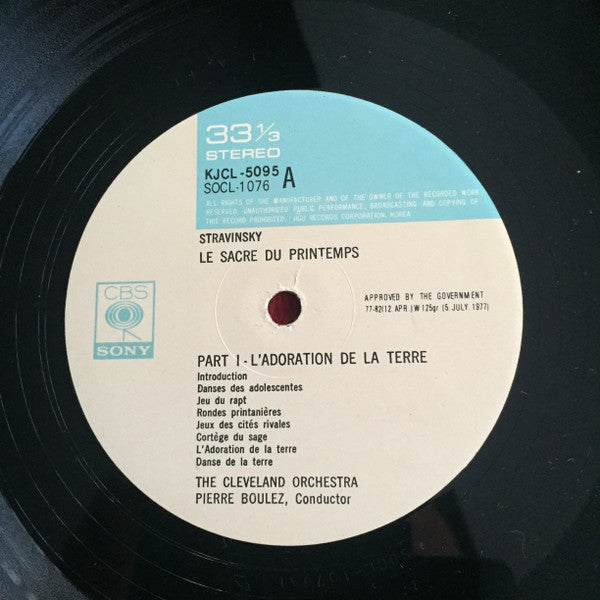 33 1/3
STEREO
KJCL-5095
SOCL-1076 A
ALL RIGHTS OF THE MANUFACTURER AND OF THE OWNER OF THE RECORDED WORK
RESERVED. UNAUTHORIZED PUBLIC PERFORMANCE, BROADCASTING AND COPYING OF
THIS RECORD PROHIBITED. JIGU RECORDS CORPORATION, KOREA
STRAVINSKY
LE SACRE DU PRINTEMPS
CBS
SONY
APPROVED BY THE GOVERNMENT
77-82(12 APR.)W125gr (5. JULY. 1977)
PART I - L'ADORATION DE LA TERRE
Introduction
Danses des adolescentes
Jeu du rapt
Rondes printanières
Jeux des cités rivales
Cortège du sage
L'Adoration de la terre
Danse de la terre
THE CLEVELAND ORCHESTRA
PIERRE BOULEZ, Conductor